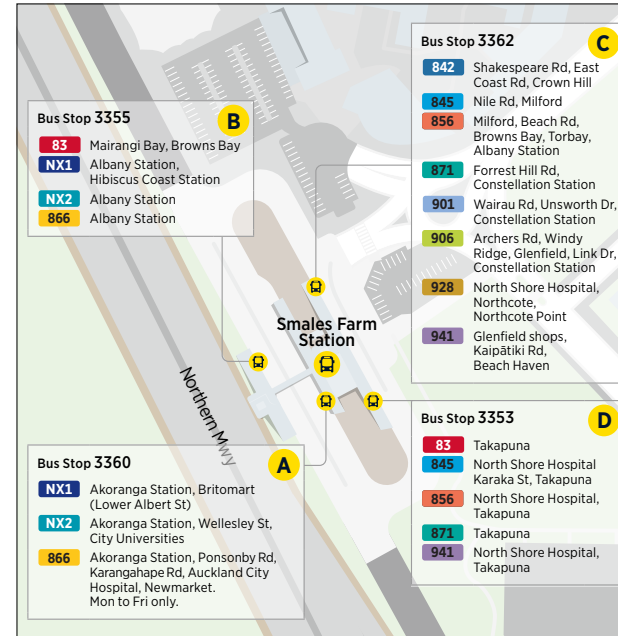 Bus Stop 3355
B
83 Mairangi Bay, Browns Bay
NX1 Albany Station,
Hibiscus Coast Station
NX2 Albany Station
866 Albany Station
Bus Stop 3362
C
842 Shakespeare Rd, East
Coast Rd, Crown Hill
845 Nile Rd, Milford
856 Milford, Beach Rd,
Browns Bay, Torbay,
Albany Station
871 Forrest Hill Rd,
Constellation Station
901 Wairau Rd, Unsworth Dr,
Constellation Station
906 Archers Rd, Windy
Ridge, Glenfield, Link Dr,
Constellation Station
928 North Shore Hospital,
Northcote,
Northcote Point
941 Glenfield shops,
Kaipātiki Rd,
Beach Haven
Smales Farm
Station
Northern Mwy
Bus Stop 3360
A
NX1 Akoranga Station, Britomart
(Lower Albert St)
NX2 Akoranga Station, Wellesley St,
City Universities
866 Akoranga Station, Ponsonby Rd,
Karangahape Rd, Auckland City
Hospital, Newmarket.
Mon to Fri only.
Bus Stop 3353
D
83 Takapuna
845 North Shore Hospital
Karaka St, Takapuna
856 North Shore Hospital,
Takapuna
871 Takapuna
941 North Shore Hospital,
Takapuna